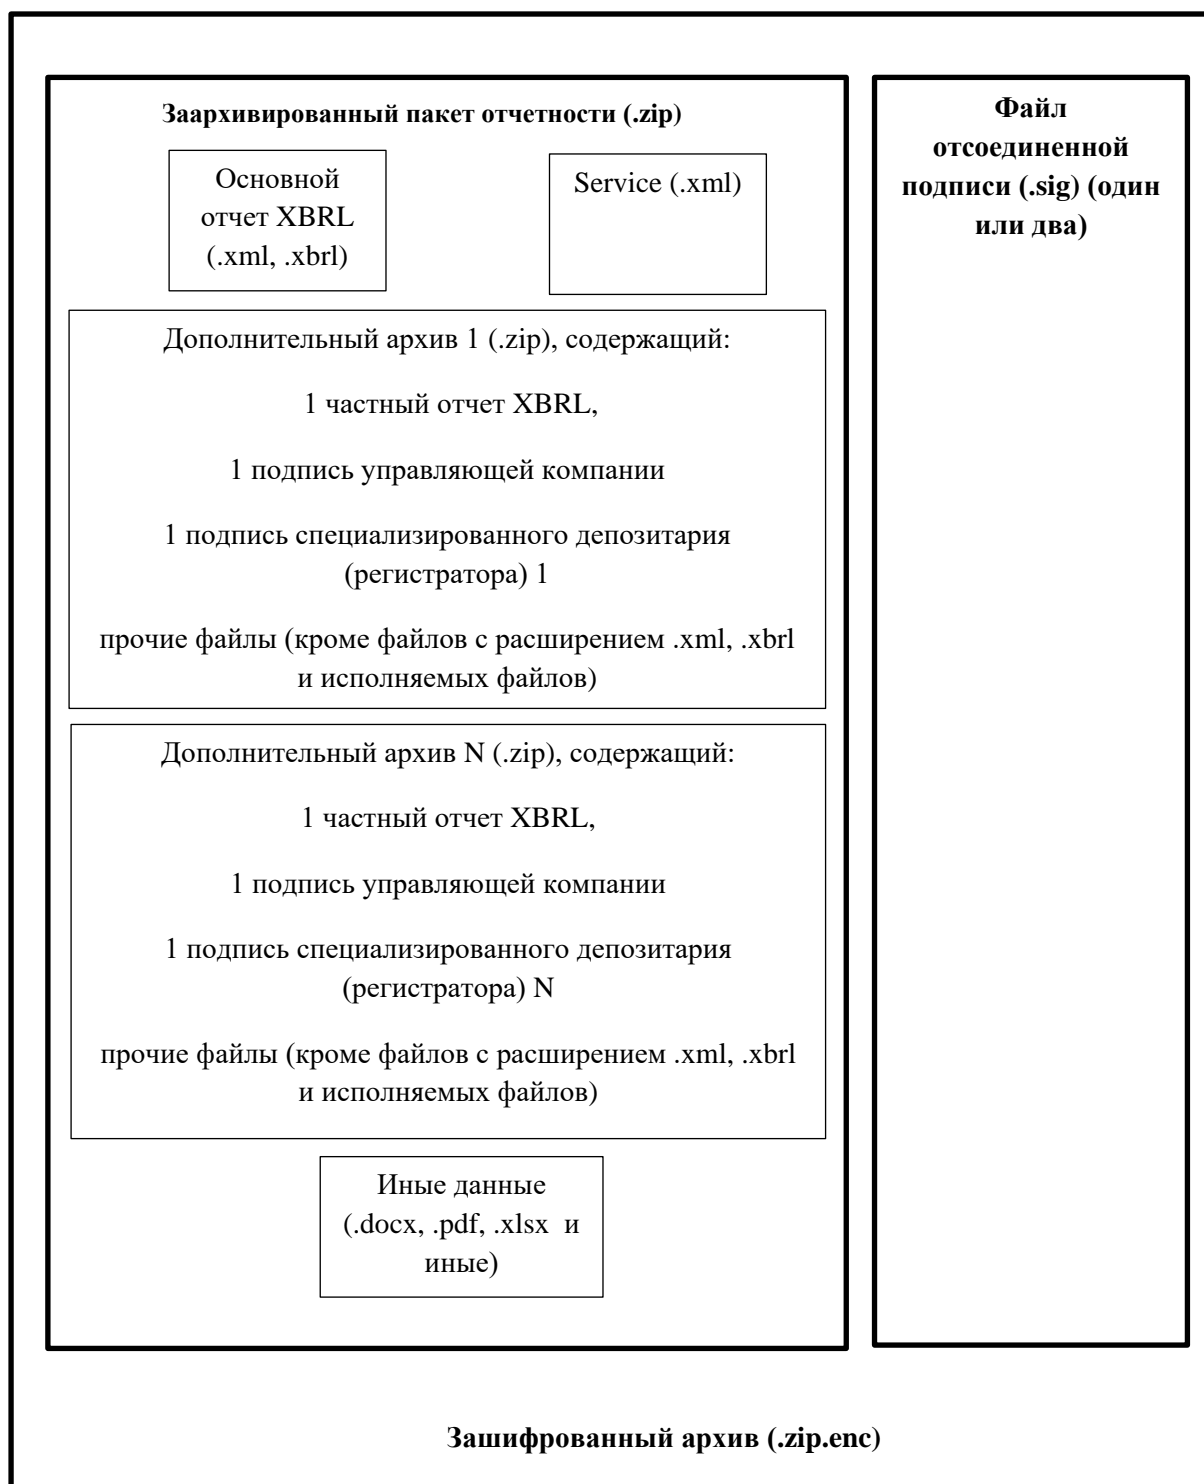 Заархивированный пакет отчетности (.zip)
Основной
отчет XBRL
(.xml, .xbrl)
Service (.xml)
Дополнительный архив 1 (.zip), содержащий:
1 частный отчет XBRL,
1 подпись управляющей компании
1 подпись специализированного депозитария
(регистратора) 1
прочие файлы (кроме файлов с расширением .xml, .xbrl
и исполняемых файлов)
Дополнительный архив N (.zip), содержащий:
1 частный отчет XBRL,
1 подпись управляющей компании
1 подпись специализированного депозитария
(регистратора) N
прочие файлы (кроме файлов с расширением .xml, .xbrl
и исполняемых файлов)
Иные данные
(.docx, .pdf, .xlsx и
иные)
Файл
отсоединенной
подписи (.sig) (один
или два)
Зашифрованный архив (.zip.enc)